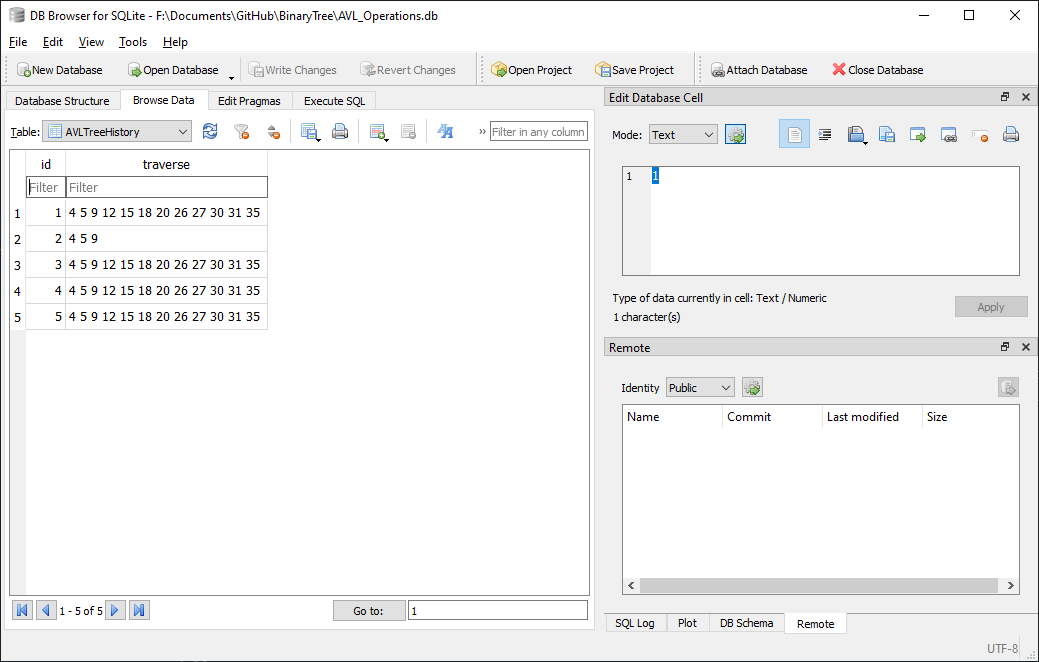 DB Browser for SQLite - F:\Documents\GitHub\BinaryTree\AVL_Operations.db
File Edit View Tools Help
New Database Open Database Write Changes Revert Changes Open Project Save Project Attach Database Close Database
Database Structure Browse Data Edit Pragmas Execute SQL
Table: AVLTreeHistory » Filter in any column
id traverse
Filter Filter
1 1 4 5 9 12 15 18 20 26 27 30 31 35
2 2 4 5 9
3 3 4 5 9 12 15 18 20 26 27 30 31 35
4 4 4 5 9 12 15 18 20 26 27 30 31 35
5 5 4 5 9 12 15 18 20 26 27 30 31 35
1 - 5 of 5 Go to: 1
Edit Database Cell
Mode: Text
1 1
Type of data currently in cell: Text / Numeric
1 character(s)
Apply
Remote
Identity Public
Name Commit Last modified Size
SQL Log Plot DB Schema Remote
UTF-8